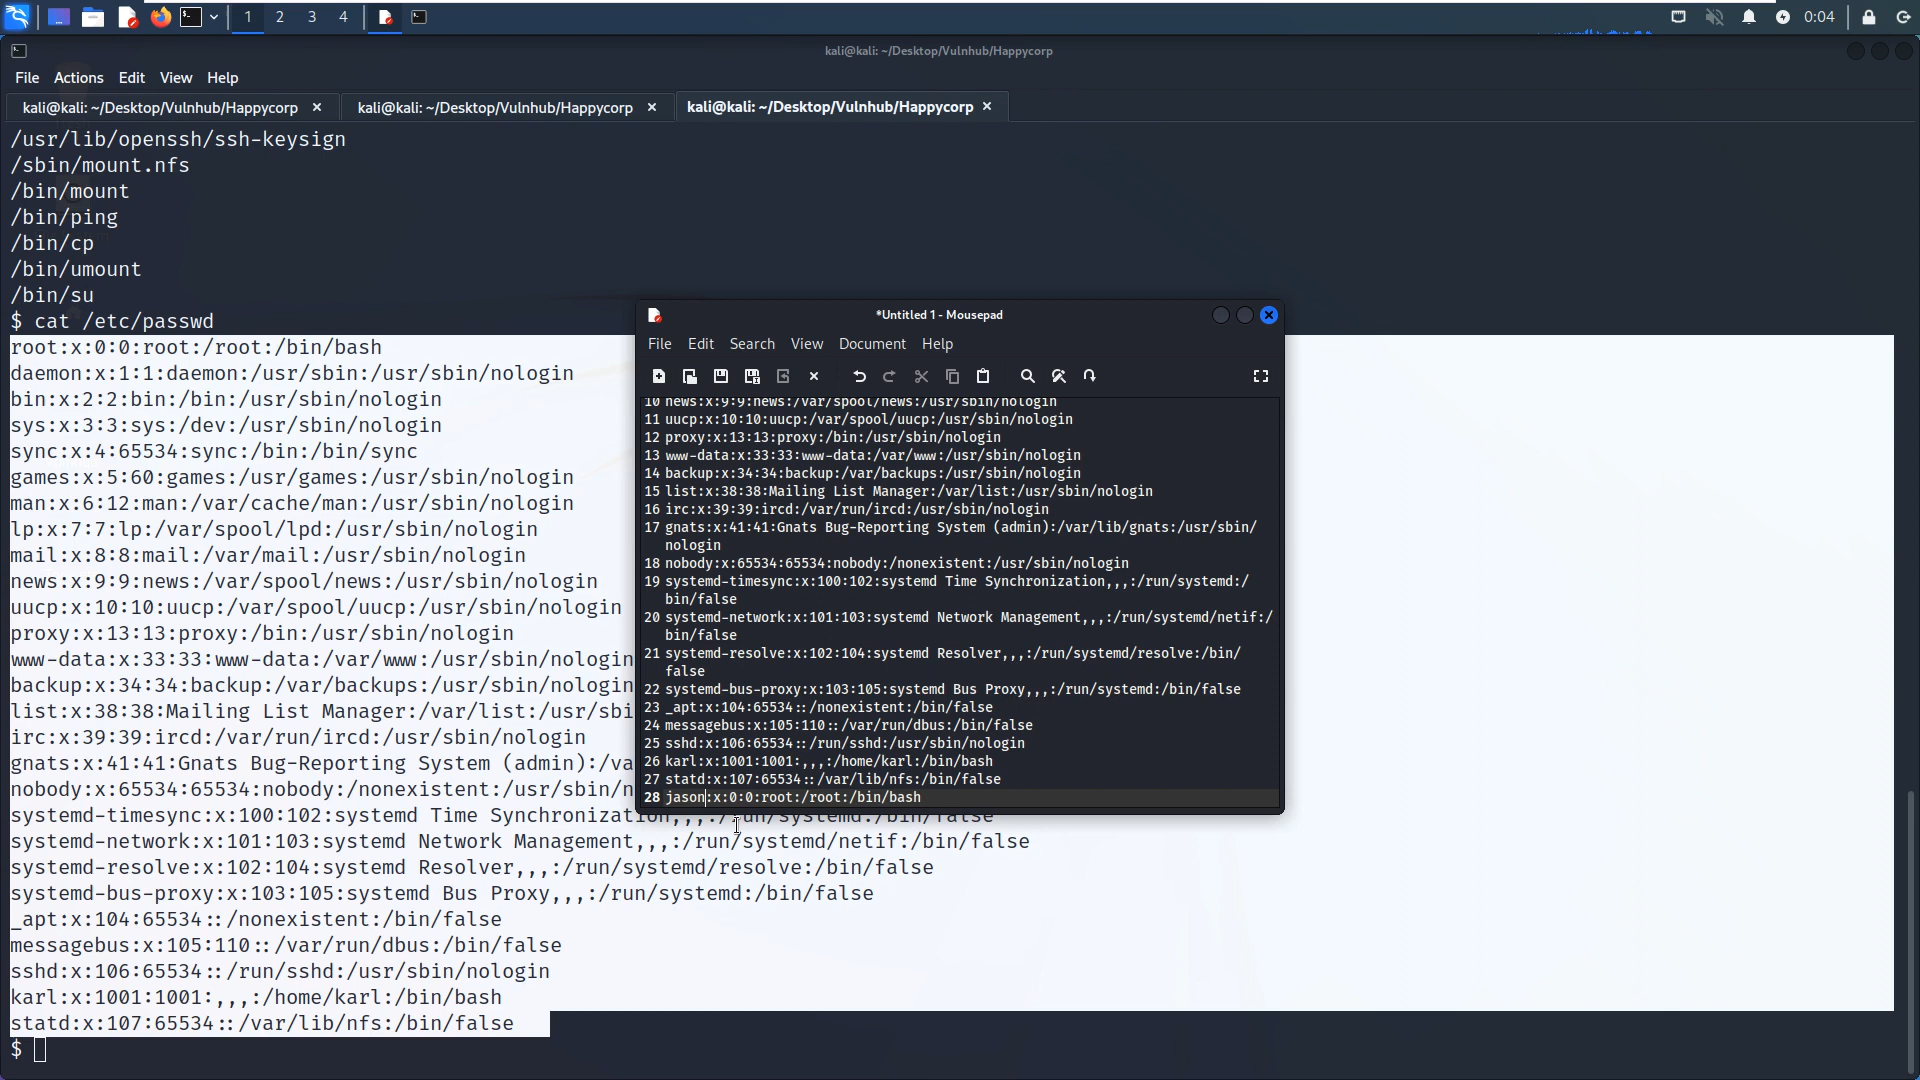 1 2 3 4 0:04
kali@kali: ~/Desktop/Vulnhub/Happycorp
File Actions Edit View Help
kali@kali: ~/Desktop/Vulnhub/Happycorp × kali@kali: ~/Desktop/Vulnhub/Happycorp × kali@kali: ~/Desktop/Vulnhub/Happycorp ×
/usr/lib/openssh/ssh-keysign
/sbin/mount.nfs
/bin/mount
/bin/ping
/bin/cp
/bin/umount
/bin/su
$ cat /etc/passwd
root:x:0:0:root:/root:/bin/bash
daemon:x:1:1:daemon:/usr/sbin:/usr/sbin/nologin
bin:x:2:2:bin:/bin:/usr/sbin/nologin
sys:x:3:3:sys:/dev:/usr/sbin/nologin
sync:x:4:65534:sync:/bin:/bin/sync
games:x:5:60:games:/usr/games:/usr/sbin/nologin
man:x:6:12:man:/var/cache/man:/usr/sbin/nologin
lp:x:7:7:lp:/var/spool/lpd:/usr/sbin/nologin
mail:x:8:8:mail:/var/mail:/usr/sbin/nologin
news:x:9:9:news:/var/spool/news:/usr/sbin/nologin
uucp:x:10:10:uucp:/var/spool/uucp:/usr/sbin/nologin
proxy:x:13:13:proxy:/bin:/usr/sbin/nologin
www-data:x:33:33:www-data:/var/www:/usr/sbin/nologin
backup:x:34:34:backup:/var/backups:/usr/sbin/nologin
list:x:38:38:Mailing List Manager:/var/list:/usr/sbi
irc:x:39:39:ircd:/var/run/ircd:/usr/sbin/nologin
gnats:x:41:41:Gnats Bug-Reporting System (admin):/va
nobody:x:65534:65534:nobody:/nonexistent:/usr/sbin/n
systemd-timesync:x:100:102:systemd Time Synchronization,,,:/run/systemd:/bin/false
systemd-network:x:101:103:systemd Network Management,,,:/run/systemd/netif:/bin/false
systemd-resolve:x:102:104:systemd Resolver,,,:/run/systemd/resolve:/bin/false
systemd-bus-proxy:x:103:105:systemd Bus Proxy,,,:/run/systemd:/bin/false
_apt:x:104:65534::/nonexistent:/bin/false
messagebus:x:105:110::/var/run/dbus:/bin/false
sshd:x:106:65534::/run/sshd:/usr/sbin/nologin
karl:x:1001:1001:,,,:/home/karl:/bin/bash
statd:x:107:65534::/var/lib/nfs:/bin/false
$
*Untitled 1 - Mousepad
File Edit Search View Document Help
10 news:x:9:9:news:/var/spool/news:/usr/sbin/nologin
11 uucp:x:10:10:uucp:/var/spool/uucp:/usr/sbin/nologin
12 proxy:x:13:13:proxy:/bin:/usr/sbin/nologin
13 www-data:x:33:33:www-data:/var/www:/usr/sbin/nologin
14 backup:x:34:34:backup:/var/backups:/usr/sbin/nologin
15 list:x:38:38:Mailing List Manager:/var/list:/usr/sbin/nologin
16 irc:x:39:39:ircd:/var/run/ircd:/usr/sbin/nologin
17 gnats:x:41:41:Gnats Bug-Reporting System (admin):/var/lib/gnats:/usr/sbin/
nologin
18 nobody:x:65534:65534:nobody:/nonexistent:/usr/sbin/nologin
19 systemd-timesync:x:100:102:systemd Time Synchronization,,,:/run/systemd:/
bin/false
20 systemd-network:x:101:103:systemd Network Management,,,:/run/systemd/netif:/
bin/false
21 systemd-resolve:x:102:104:systemd Resolver,,,:/run/systemd/resolve:/bin/
false
22 systemd-bus-proxy:x:103:105:systemd Bus Proxy,,,:/run/systemd:/bin/false
23 _apt:x:104:65534::/nonexistent:/bin/false
24 messagebus:x:105:110::/var/run/dbus:/bin/false
25 sshd:x:106:65534::/run/sshd:/usr/sbin/nologin
26 karl:x:1001:1001:,,,:/home/karl:/bin/bash
27 statd:x:107:65534::/var/lib/nfs:/bin/false
28 jason:x:0:0:root:/root:/bin/bash